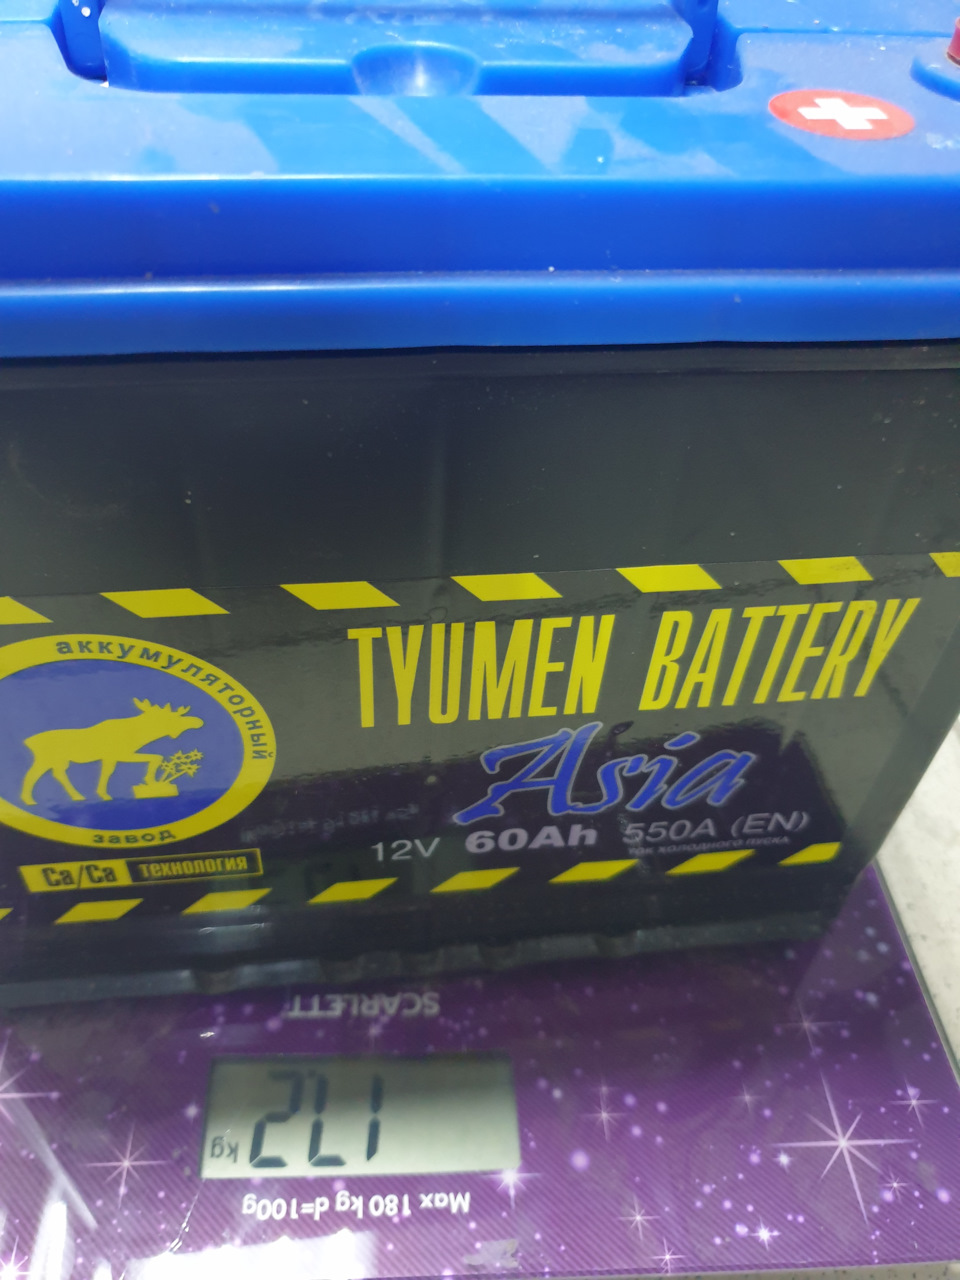 аккумуляторный
завод
Ca/Ca технология
TYUMEN BATTERY
Asia
12V 60Ah 550A (EN)
ток холодного пуска
SCARLETT
17.2 kg
Max 180 kg d=100g